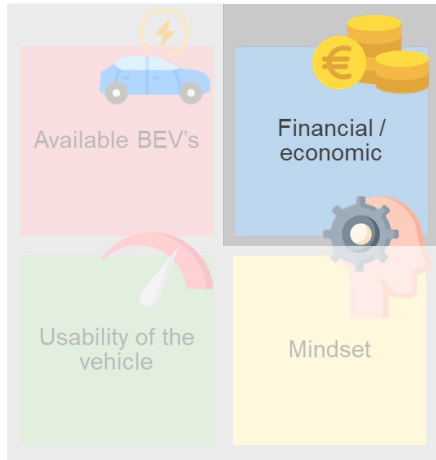 Available BEV's
Financial /
economic
Usability of the
vehicle
Mindset